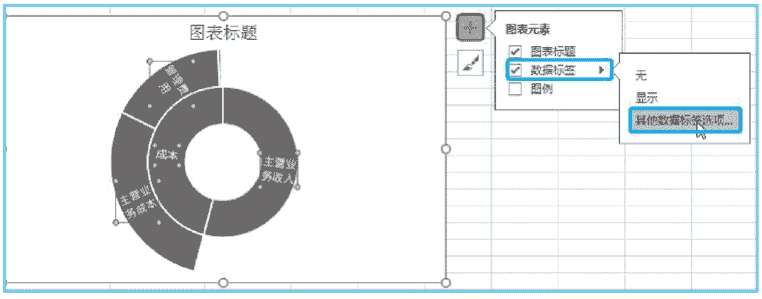 图表标题
管理费
用
成本
主营业
务成本
主营业
务收入
图表元素
图表标题
数据标签
图例
无
显示
其他数据标签选项...